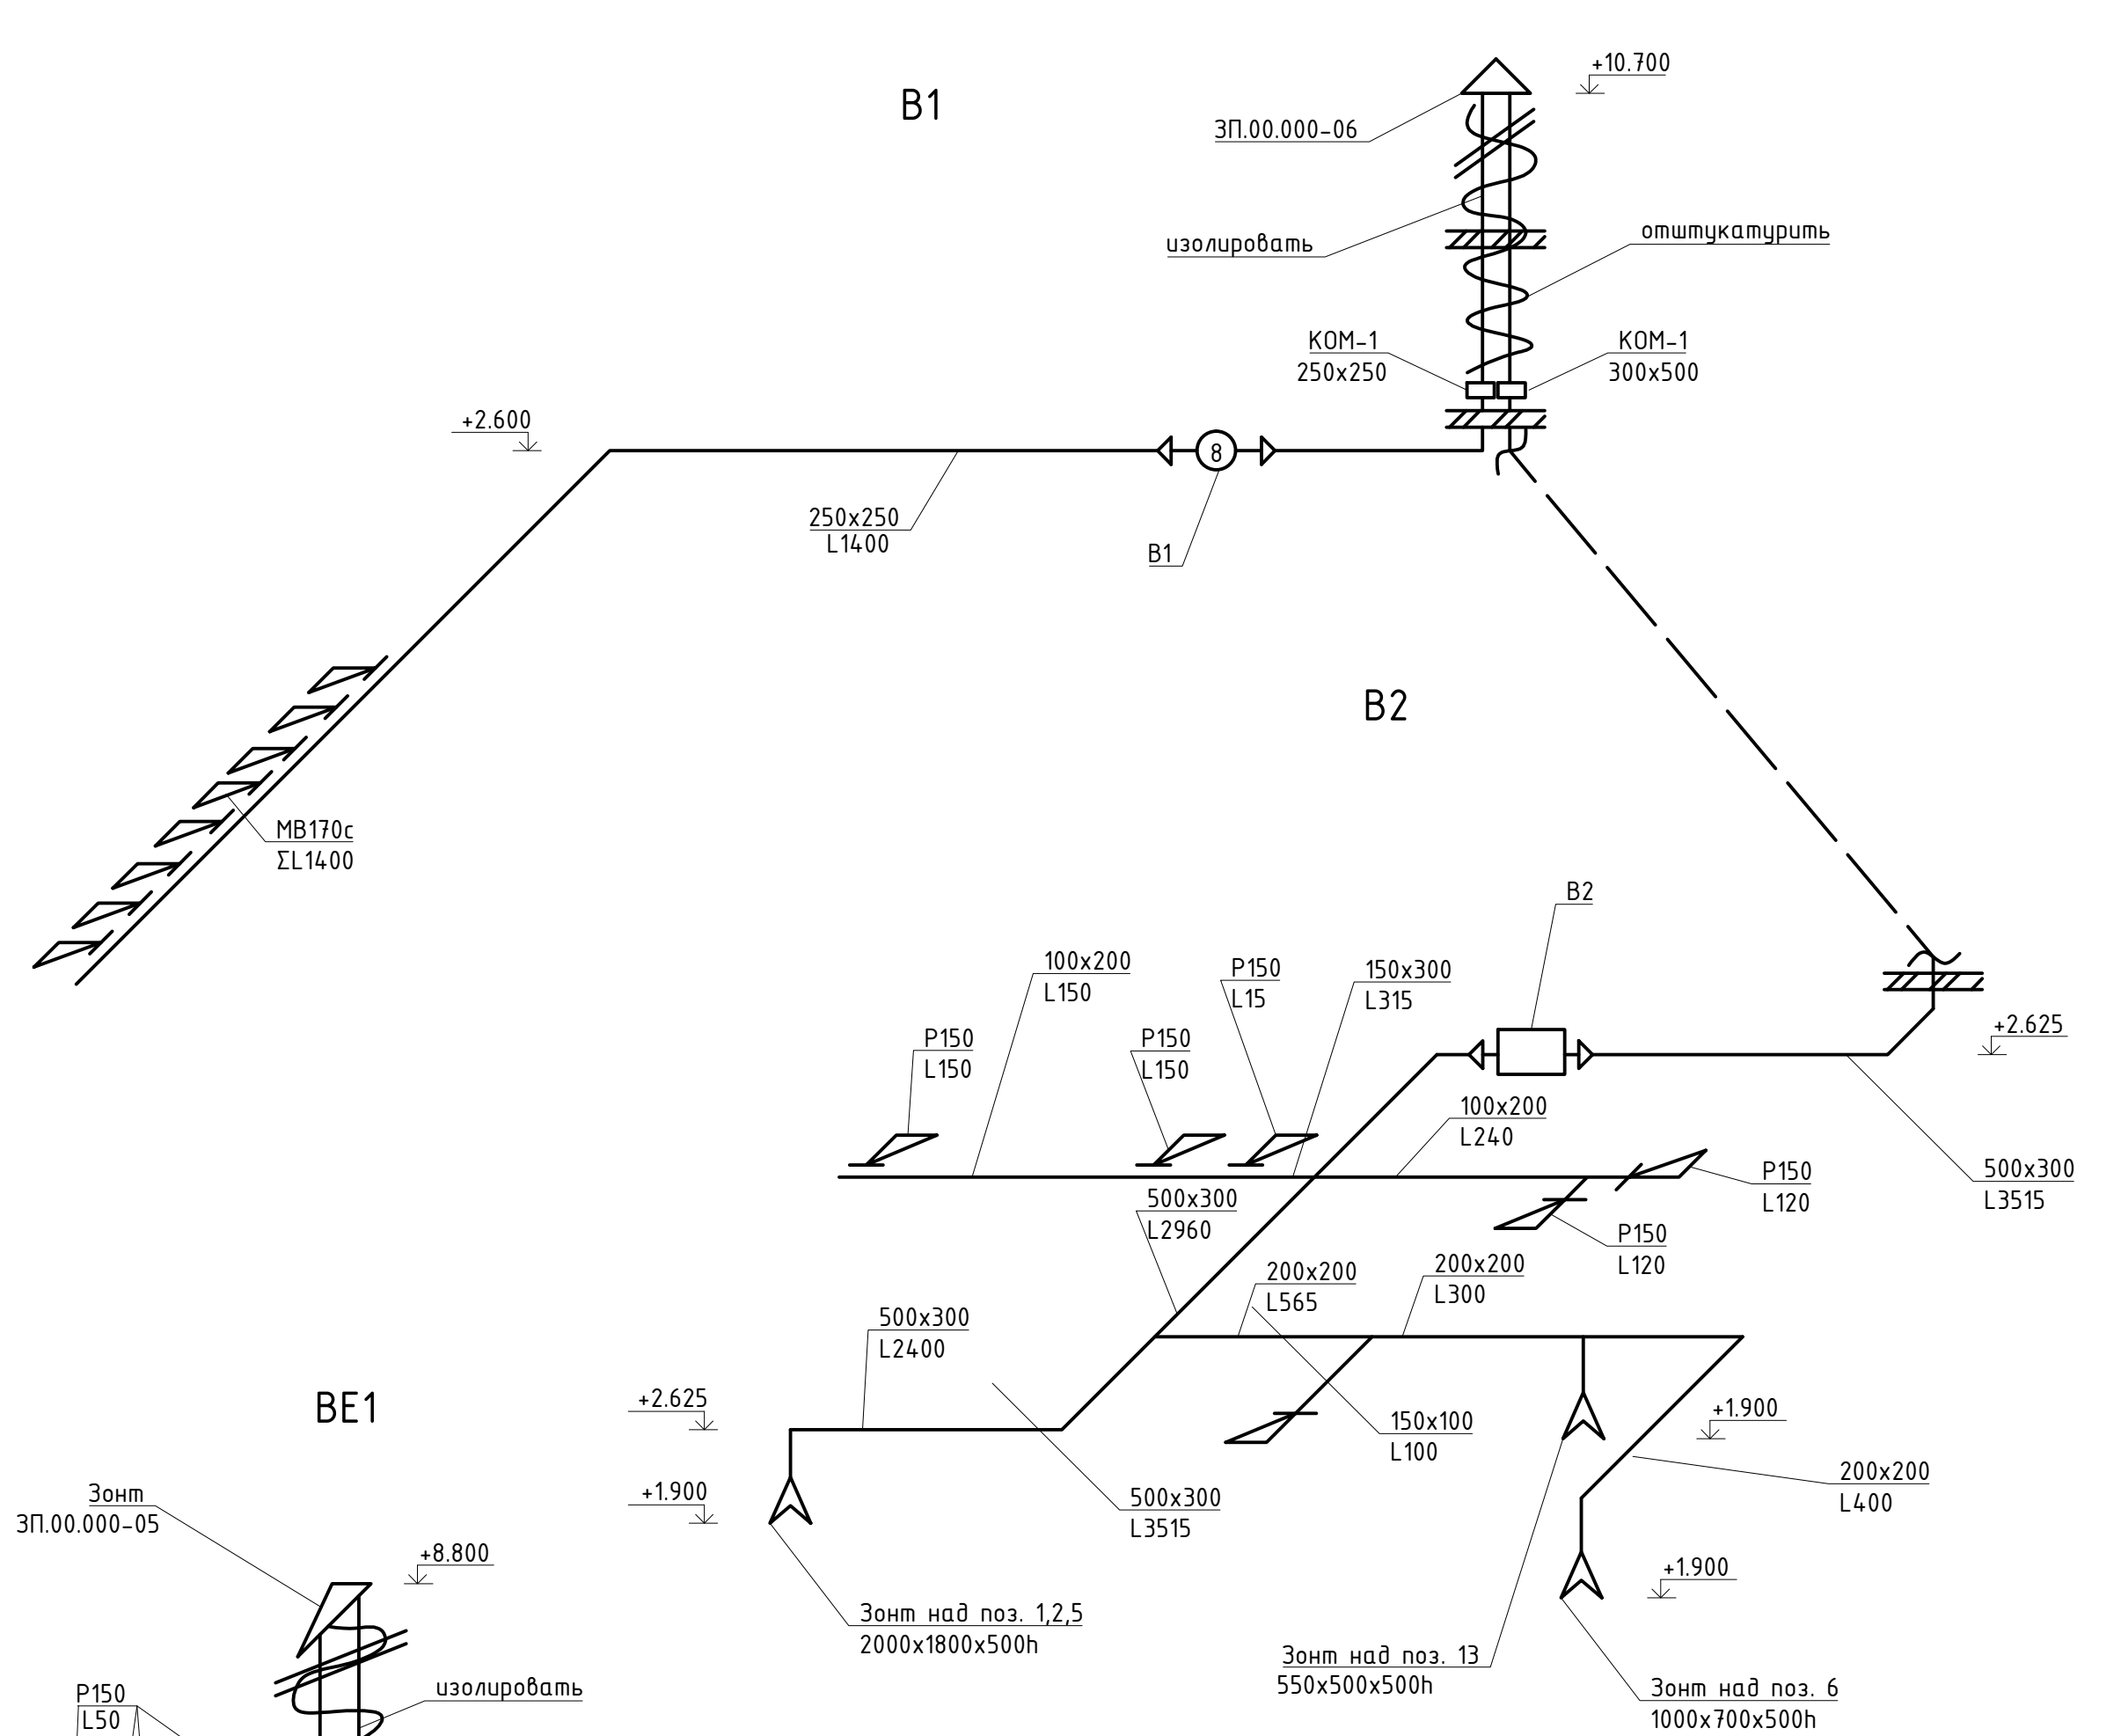 В1
+10.700
ЗП.00.000-06
изолировать
отштукатурить
КОМ-1
250х250
КОМ-1
300х500
+2.600
8
250х250
L1400
В1
В2
МВ170с
ΣL1400
В2
100х200
L150
Р150
L15
150х300
L315
+2.625
Р150
L150
Р150
L150
100х200
L240
500х300
L3515
Р150
L120
500х300
L2960
Р150
L120
200х200
L565
200х200
L300
500х300
L2400
ВЕ1
+2.625
+1.900
150х100
L100
200х200
L400
Зонт
ЗП.00.000-05
+1.900
500х300
L3515
+8.800
+1.900
Зонт над поз. 1,2,5
2000х1800х500h
Зонт над поз. 13
550х500х500h
Зонт над поз. 6
1000х700х500h
изолировать
Р150
L50